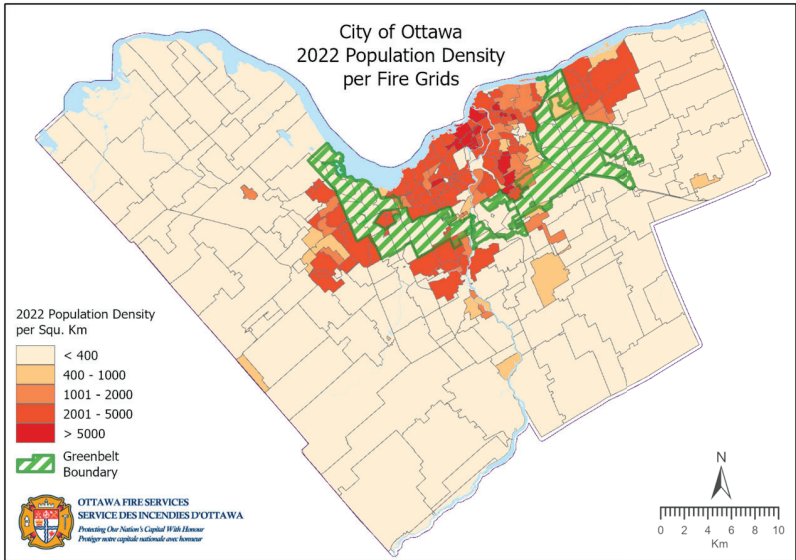 City of Ottawa
2022 Population Density
per Fire Grids
2022 Population Density
per Squ. Km
< 400
400 - 1000
1001 - 2000
2001 - 5000
> 5000
Greenbelt
Boundary
OTTAWA FIRE SERVICES
SERVICE DES INCENDIES D'OTTAWA
Protecting Our Nation's Capital With Honour
Protéger notre capitale nationale avec honneur
N
0 2 4 6 8 10
Km